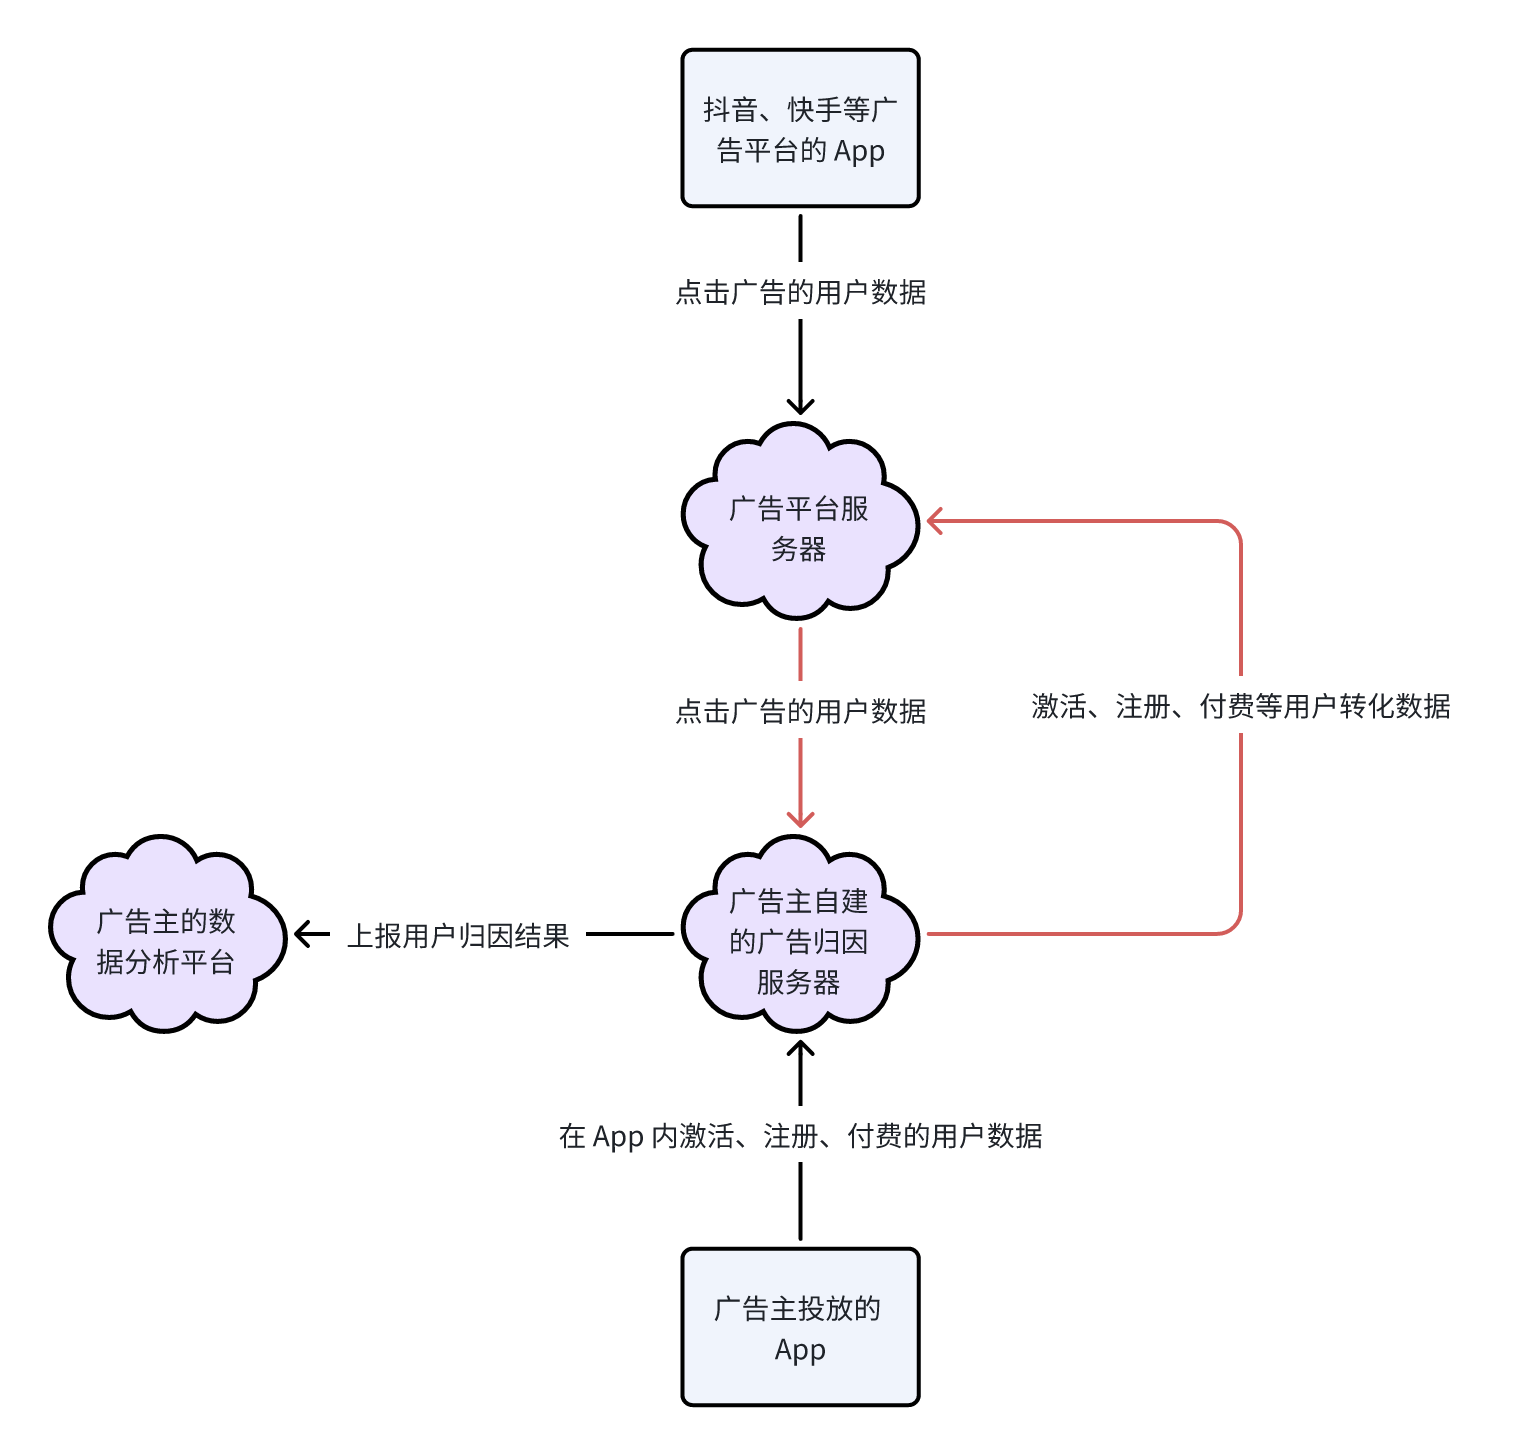 抖音、快手等广
告平台的 App
点击广告的用户数据
广告平台服
务器
点击广告的用户数据
激活、注册、付费等用户转化数据
广告主的数
据分析平台
上报用户归因结果
广告主自建
的广告归因
服务器
在 App 内激活、注册、付费的用户数据
广告主投放的
App